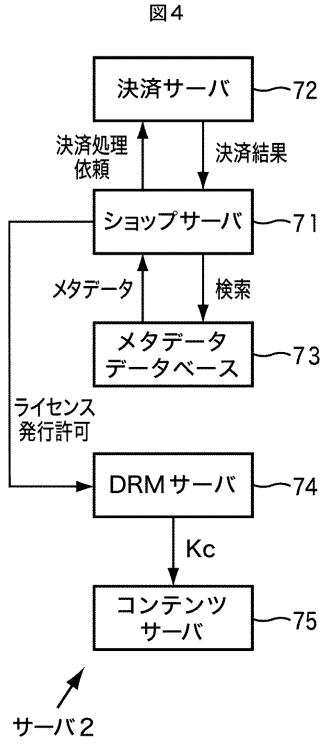 図4
決済サーバ
72
決済処理
依頼
決済結果
ショップサーバ
71
メタデータ
検索
メタデータ
データベース
73
ライセンス
発行許可
DRMサーバ
74
Kc
コンテンツ
サーバ
75
サーバ2